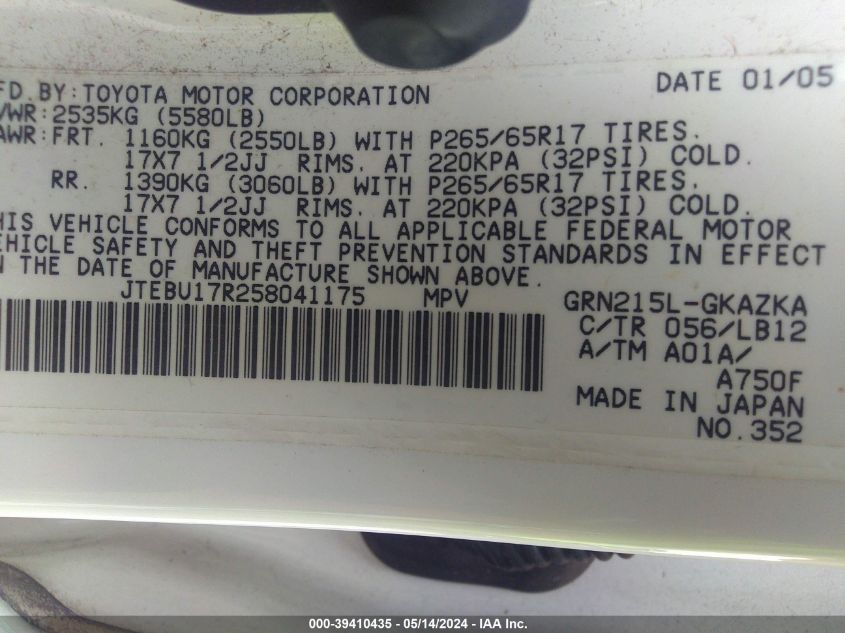 DATE 01/05
MFD.BY:TOYOTA MOTOR CORPORATION
VWR:2535KG (5580LB)
AWR:FRT. 1160KG (2550LB) WITH P265/65R17 TIRES.
17X7 1/2JJ RIMS. AT 220KPA (32PSI) COLD.
RR. 1390KG (3060LB) WITH P265/65R17 TIRES.
17X7 1/2JJ RIMS. AT 220KPA (32PSI) COLD.
HIS VEHICLE CONFORMS TO ALL APPLICABLE FEDERAL MOTOR
EHICLE SAFETY AND THEFT PREVENTION STANDARDS IN EFFECT
N THE DATE OF MANUFACTURE SHOWN ABOVE.
JTEBU17R258041175 MPV GRN215L-GKAZKA
C/TR 056/LB12
A/TM A01A/
A750F
MADE IN JAPAN
NO.352
000-39410435 - 05/14/2024 - IAA Inc.